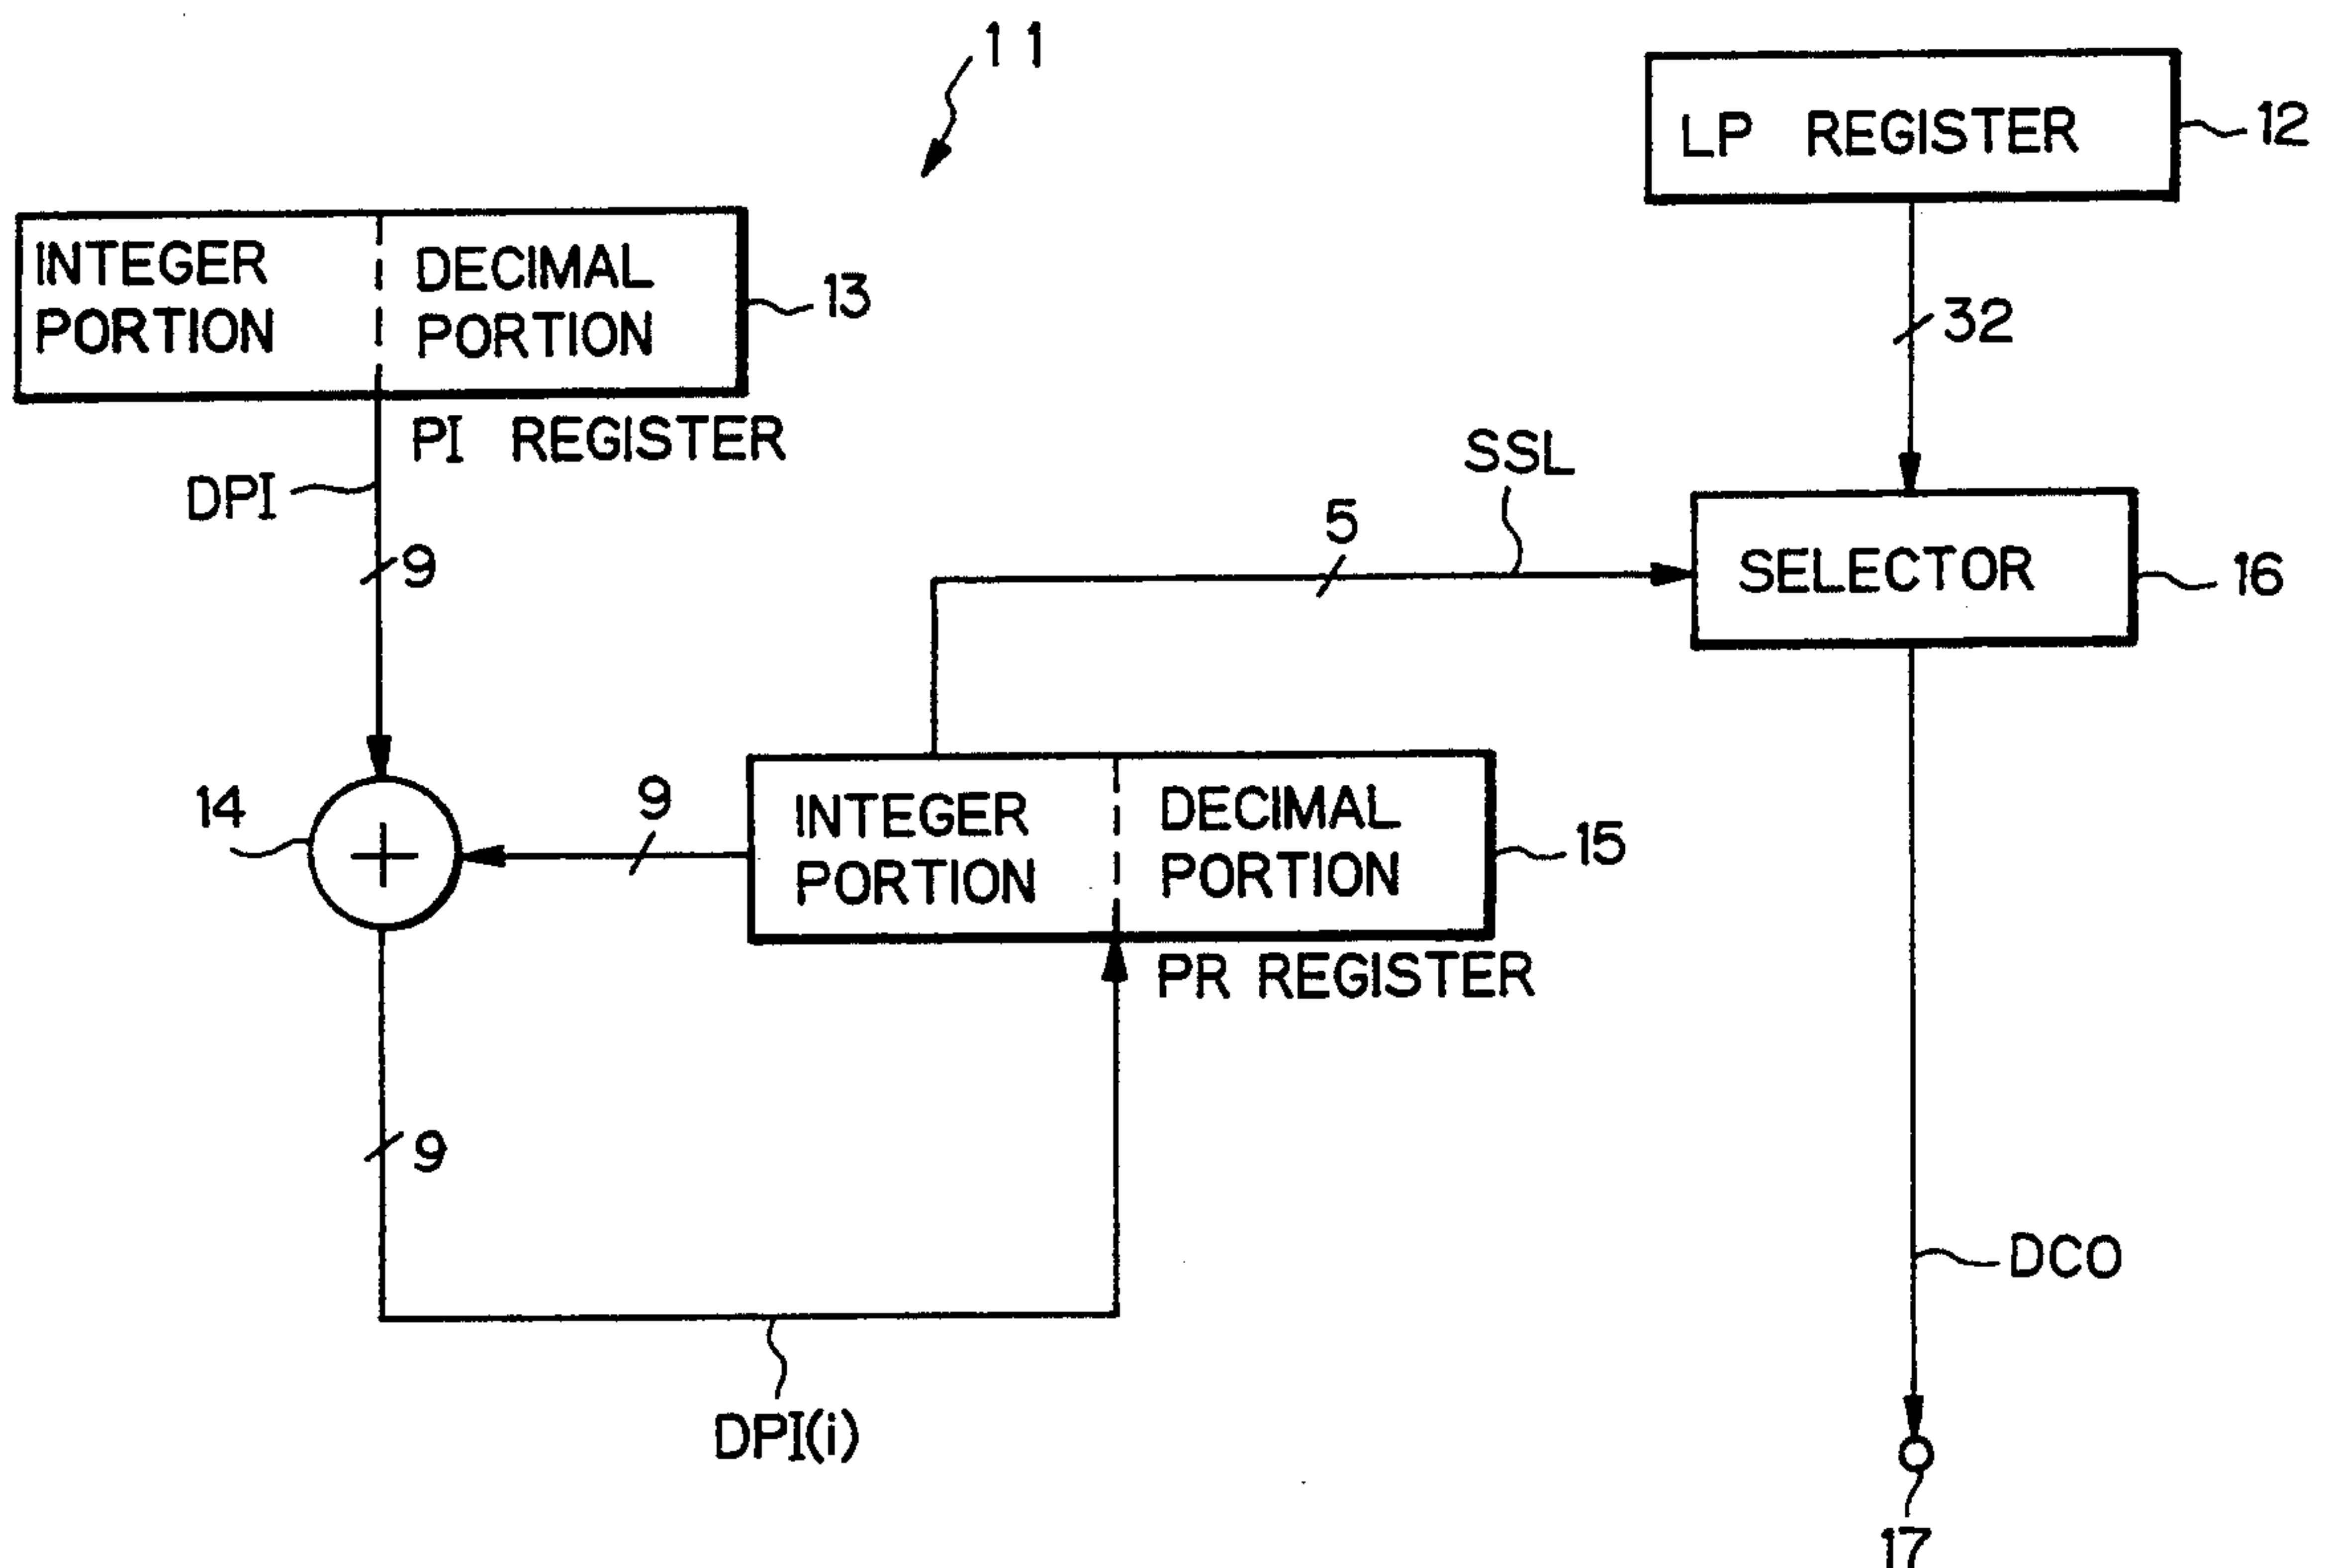 11
LP REGISTER
12
INTEGER
PORTION
DECIMAL
PORTION
13
PI REGISTER
32
DPI
9
SSL
5
SELECTOR
16
14
9
INTEGER
PORTION
DECIMAL
PORTION
15
PR REGISTER
9
DCO
DPI(i)
17